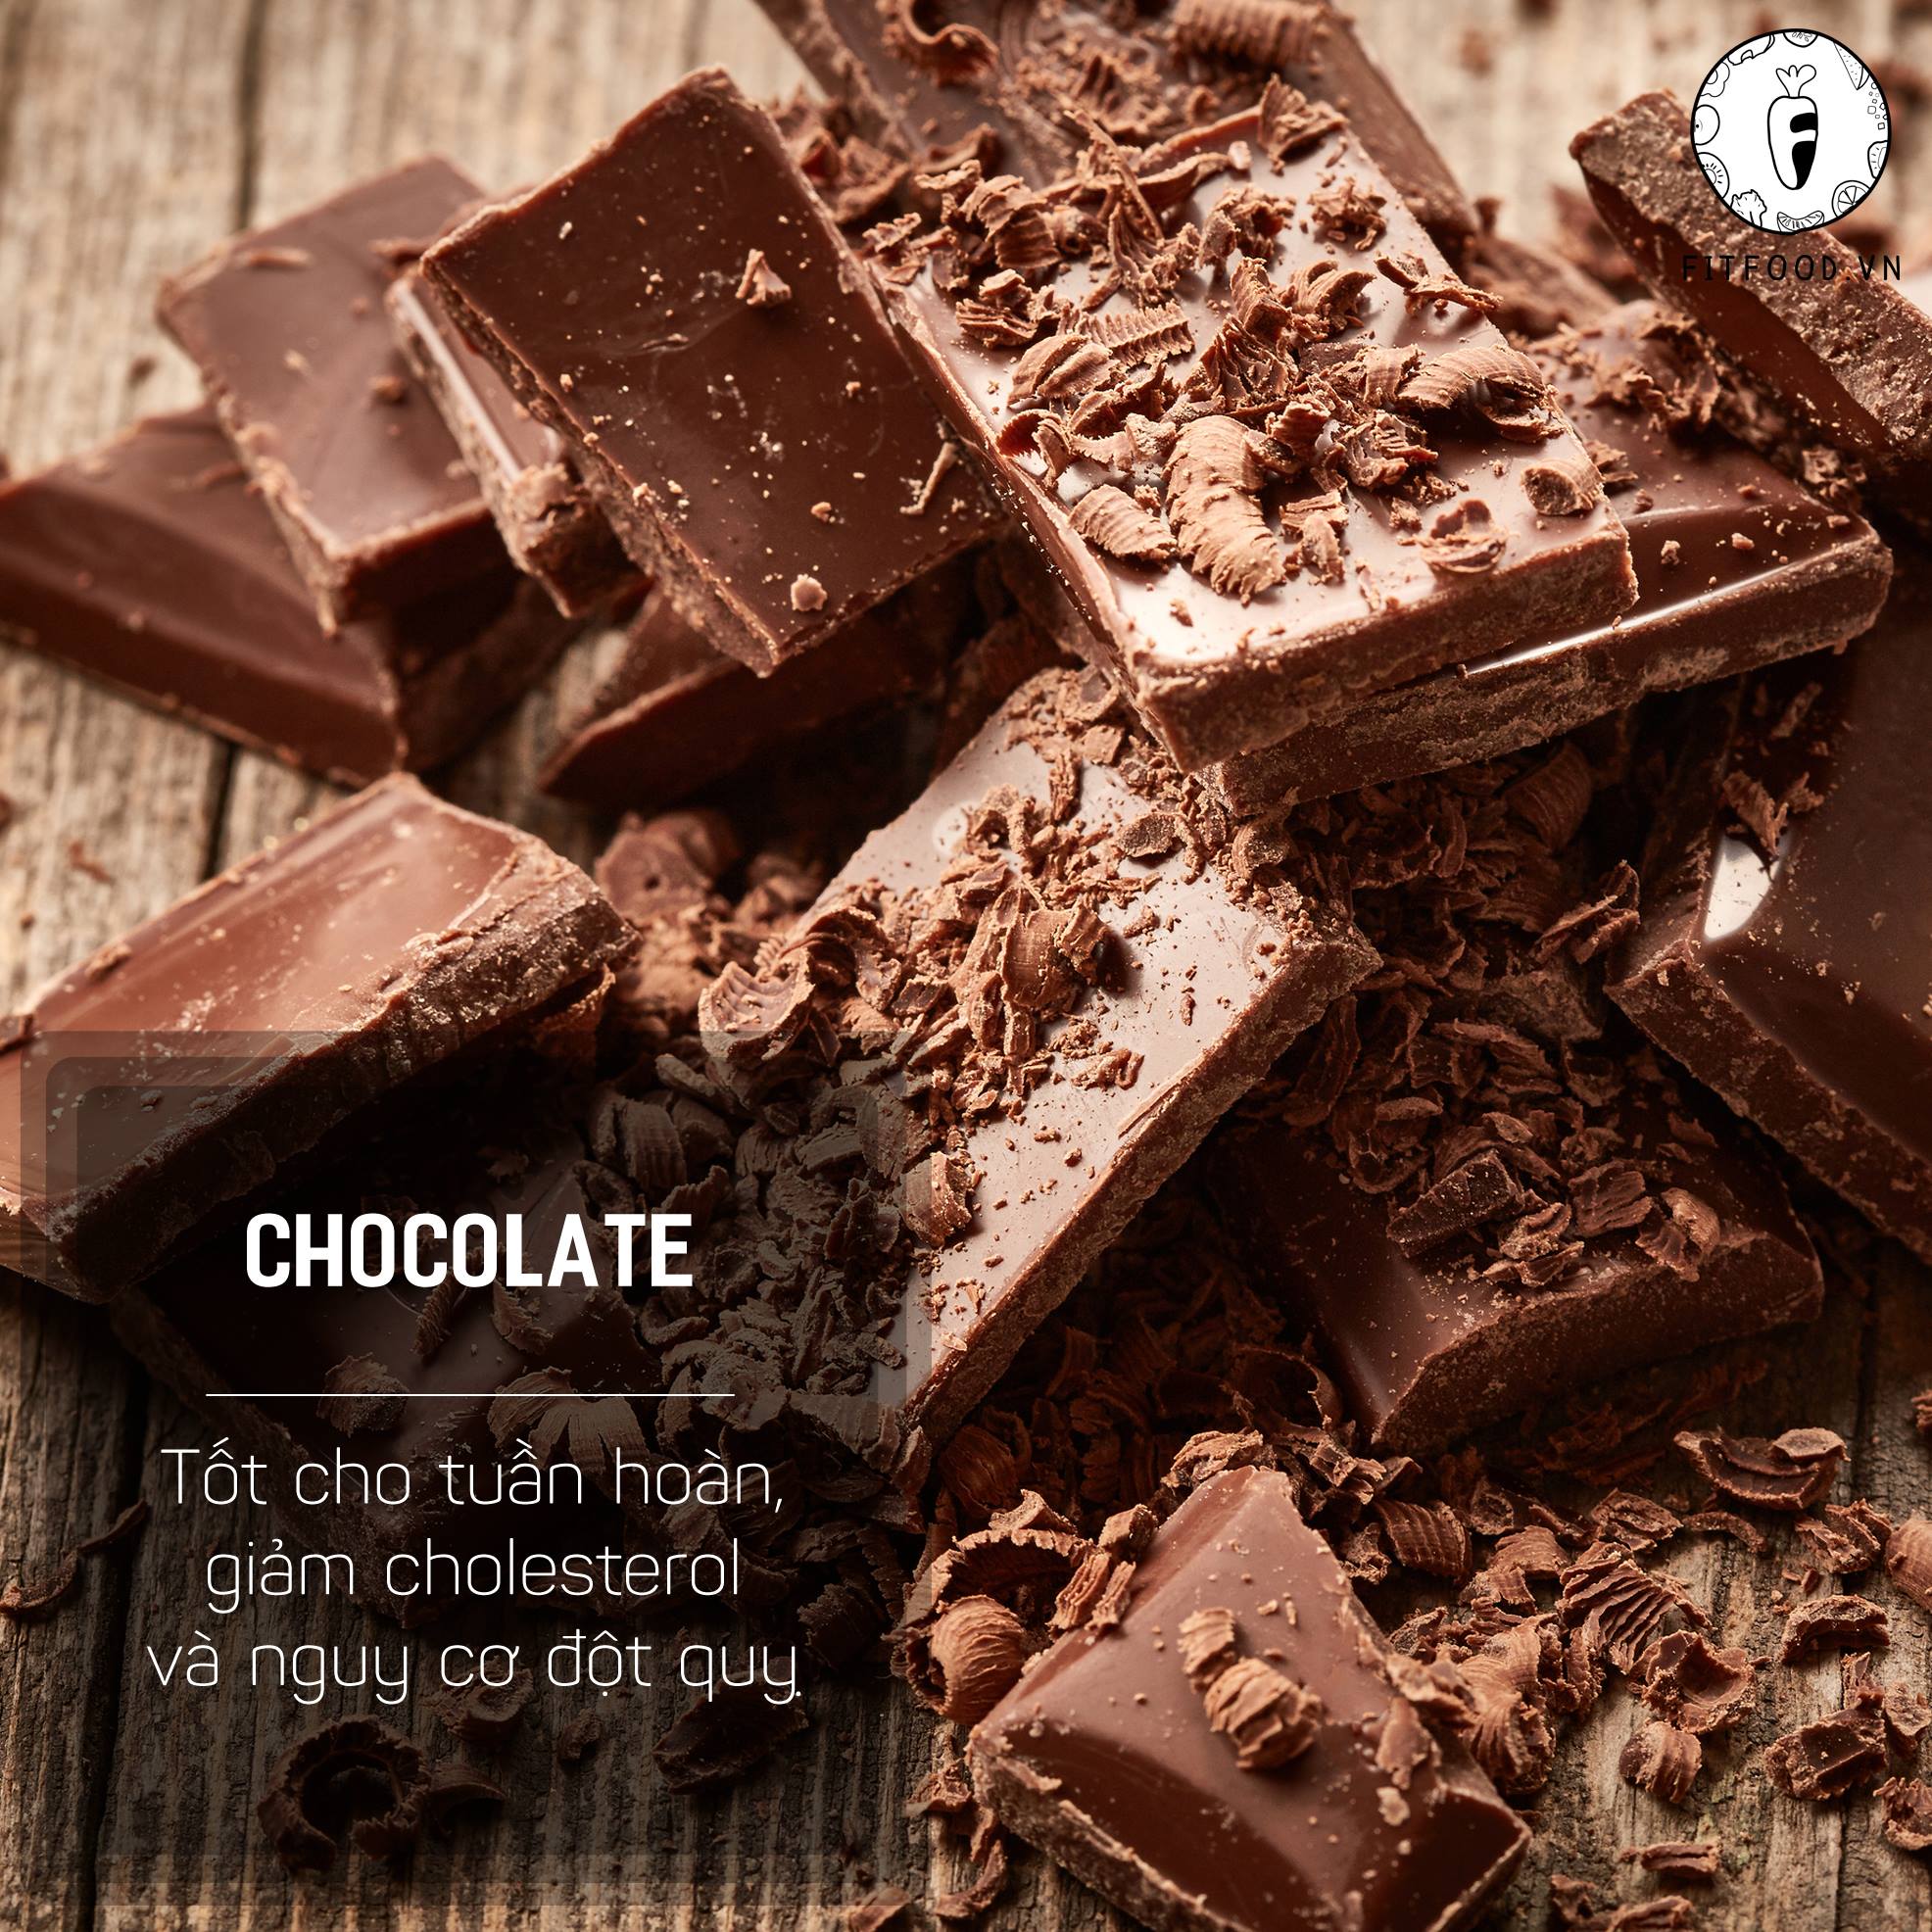 FITFOOD VN
CHOCOLATE
Tốt cho tuần hoàn,
giảm cholesterol
và nguy cơ đột quỵ.